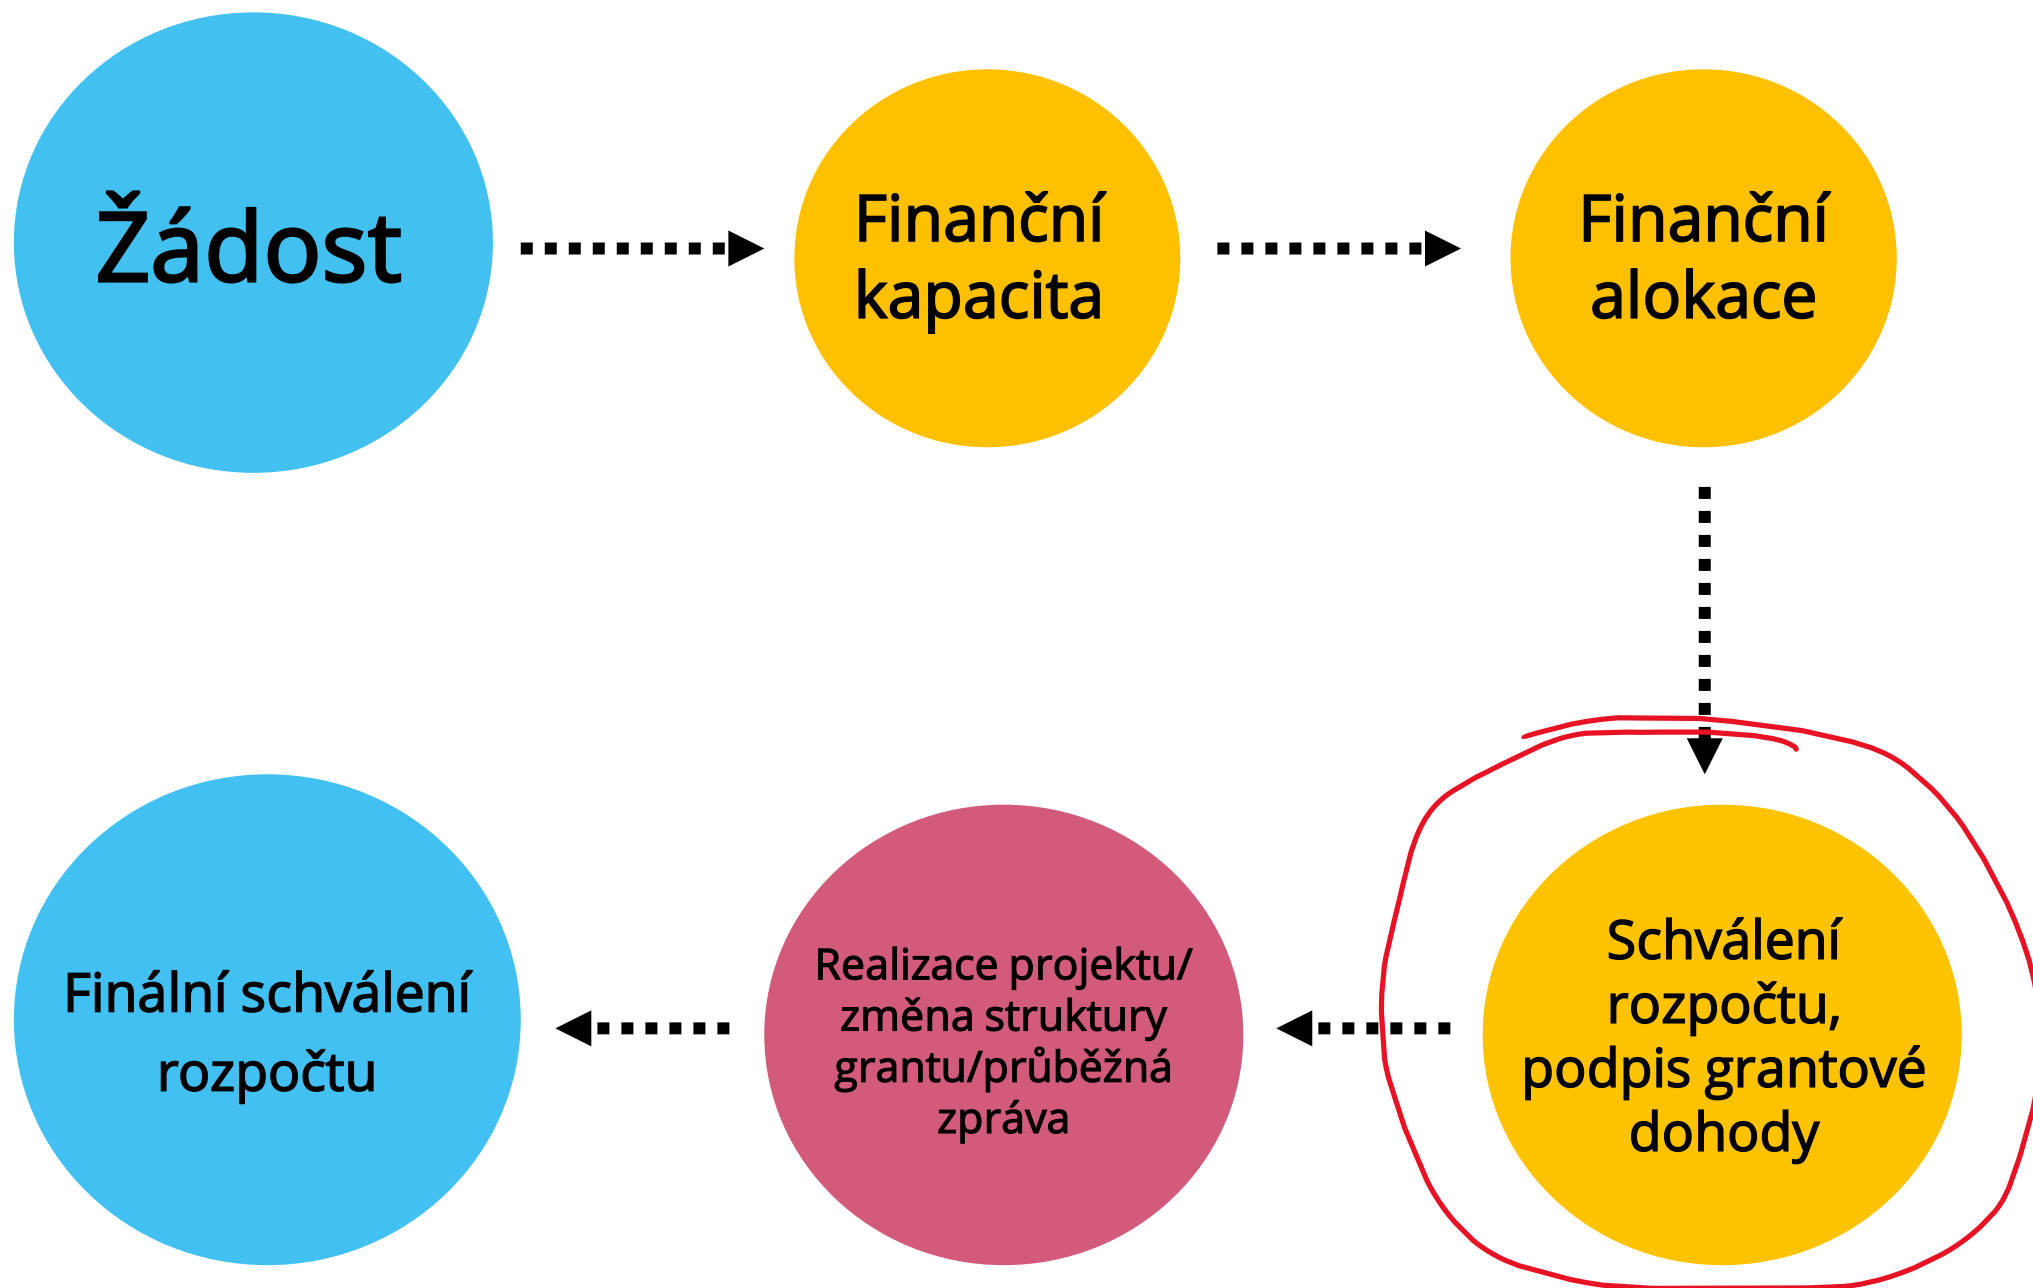 Žádost
Finanční
kapacita
Finanční
alokace
Schválení
rozpočtu,
podpis grantové
dohody
Realizace projektu/
změna struktury
grantu/průběžná
zpráva
Finální schválení
rozpočtu